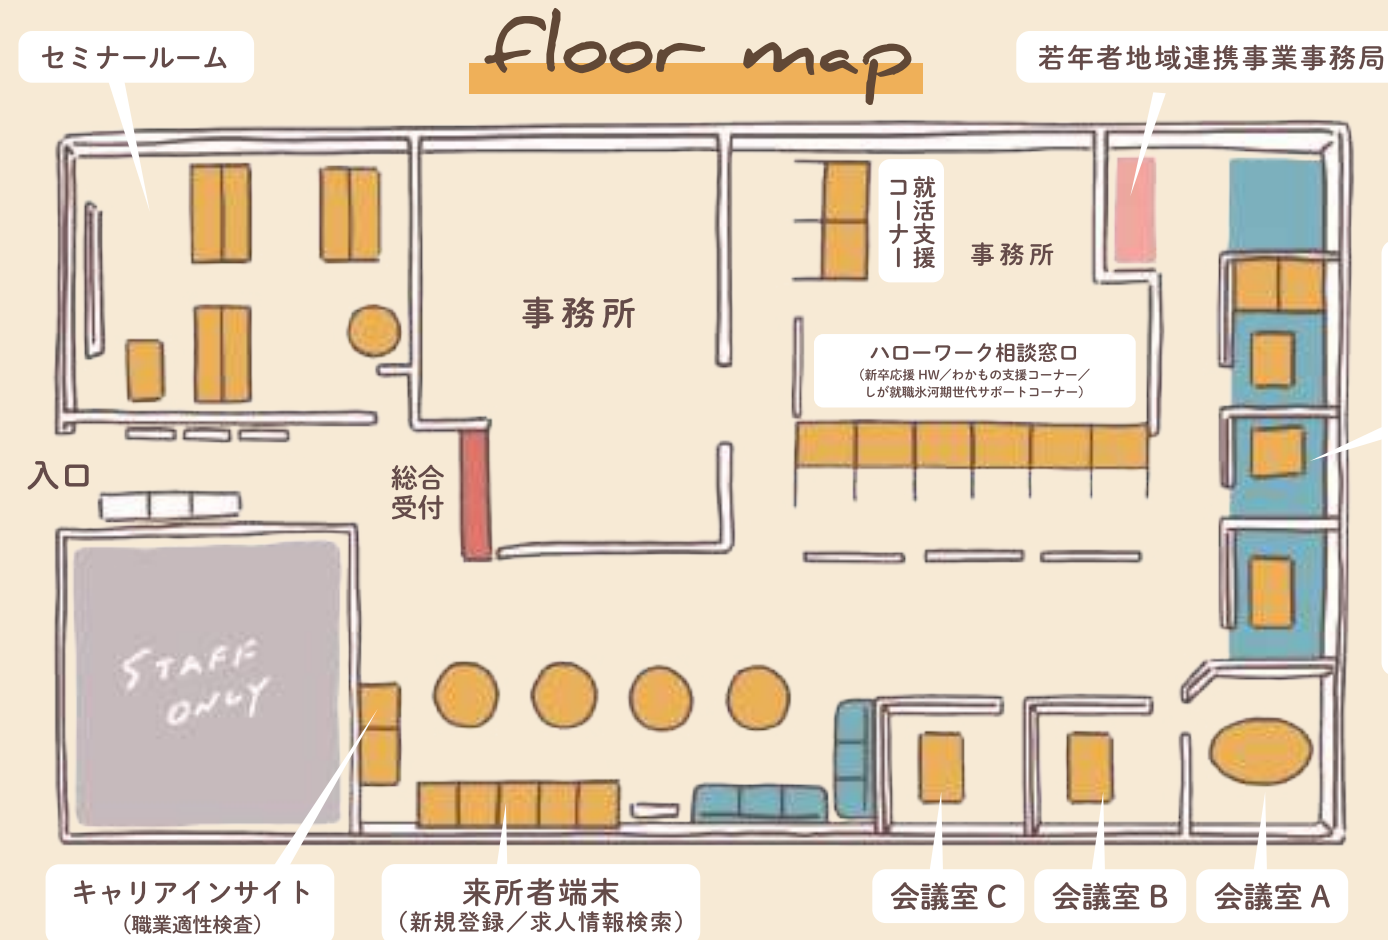 floor map
セミナールーム
若年者地域連携事業事務局
就活支援
コーナー
事務所
事務所
ハローワーク相談窓口
（新卒応援 HW／わかもの支援コーナー／
しが就職氷河期世代サポートコーナー）
入口
総合
受付
STAFF
ONLY
キャリアインサイト
（職業適性検査）
来所者端末
（新規登録／求人情報検索）
会議室 C
会議室 B
会議室 A